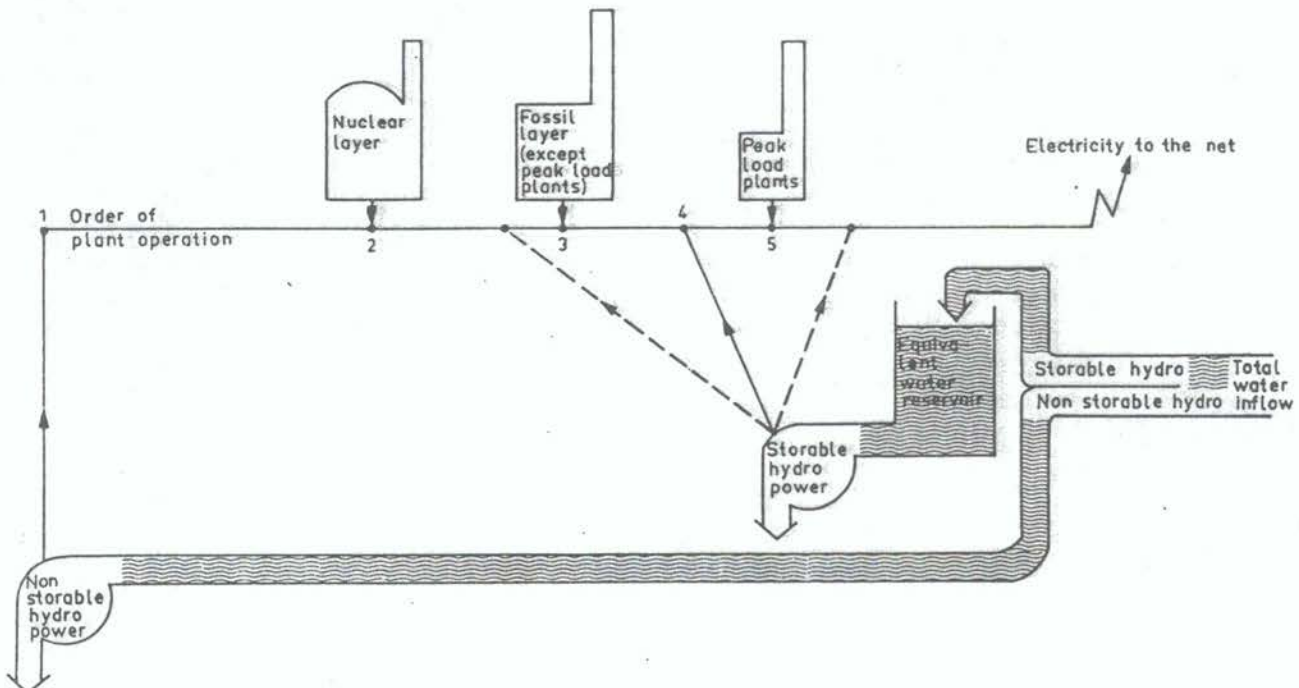 Nuclear
layer
Fossil
layer
(except
peak load
plants)
Peak
load
plants
Electricity to the net
1 Order of
plant operation
2
3
4
5
Equiva-
lent
water
reservoir
Storable hydro
Non storable hydro
Total
water
inflow
Storable
hydro
power
Non
storable
hydro
power